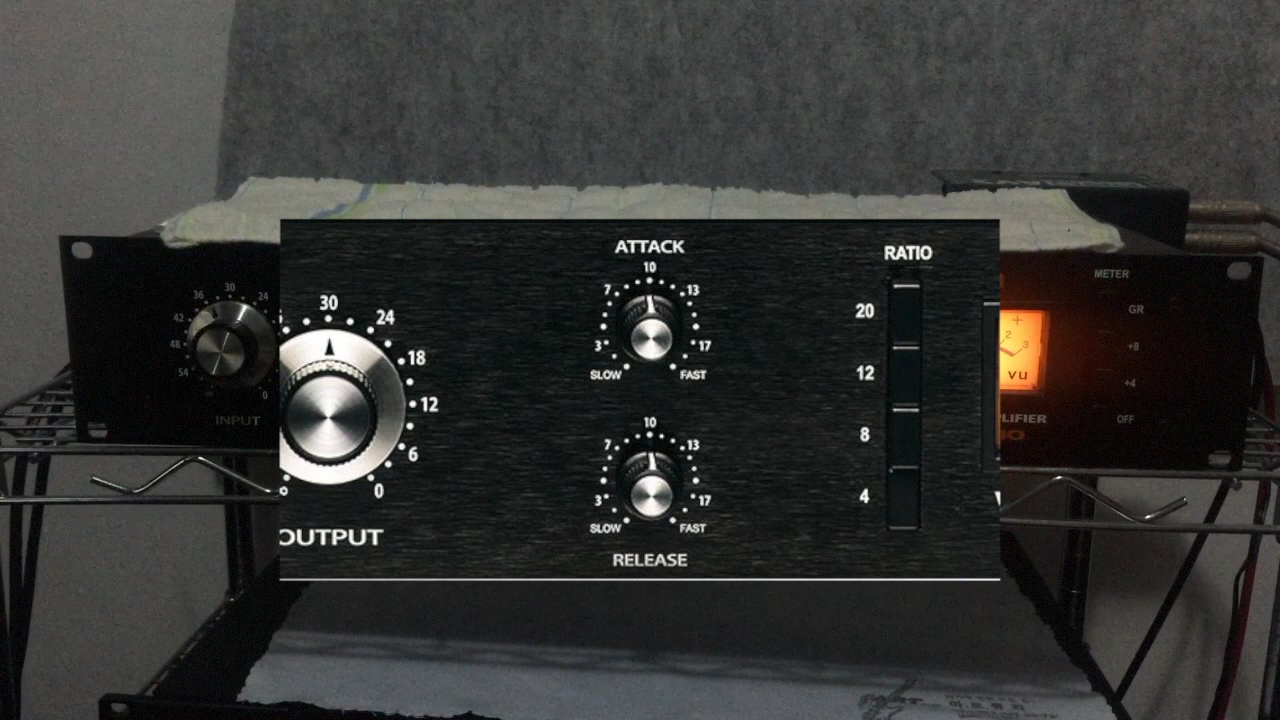 36 30 24
42
48
54
∞ 0
INPUT
30
24
18
12
6
0
∞
OUTPUT
ATTACK
10
7 13
3 17
SLOW FAST
10
7 13
3 17
SLOW FAST
RELEASE
RATIO
20
12
8
4
+
2
3
VU
METER
GR
+8
+4
OFF